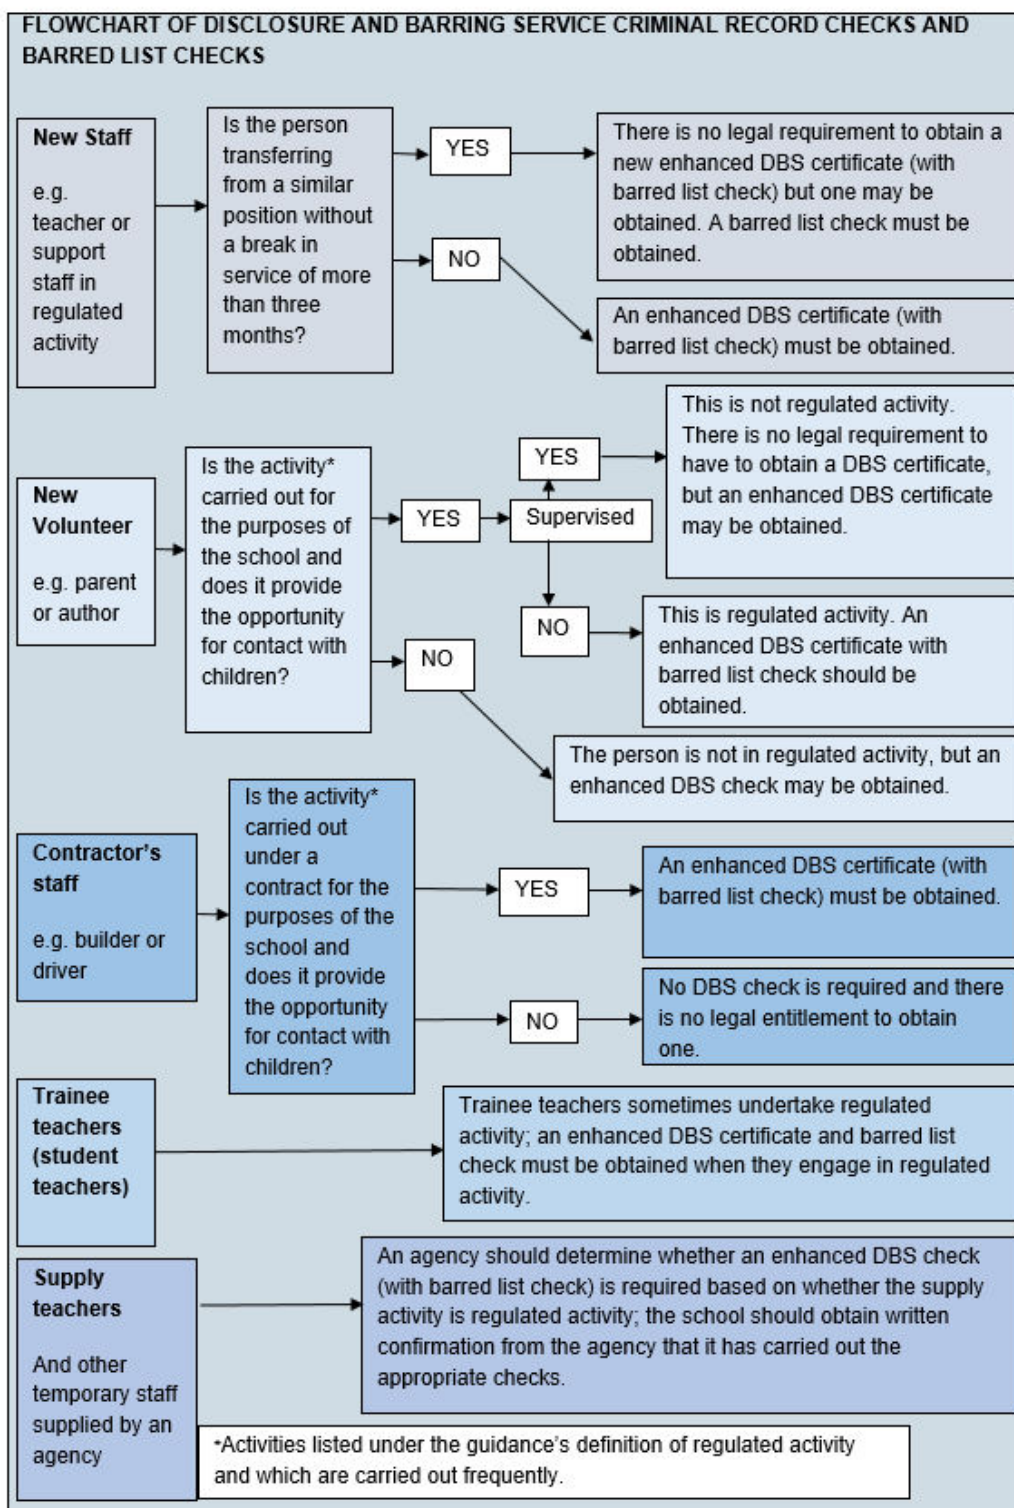 FLOWCHART OF DISCLOSURE AND BARRING SERVICE CRIMINAL RECORD CHECKS AND
BARRED LIST CHECKS
New Staff
e.g.
teacher or
support
staff in
regulated
activity
Is the person
transferring
from a similar
position without
a break in
service of more
than three
months?
YES
There is no legal requirement to obtain a
new enhanced DBS certificate (with
barred list check) but one may be
obtained. A barred list check must be
obtained.
NO
An enhanced DBS certificate (with
barred list check) must be obtained.
New
Volunteer
e.g. parent
or author
Is the activity*
carried out for
the purposes of
the school and
does it provide
the opportunity
for contact with
children?
YES
Supervised
YES
This is not regulated activity.
There is no legal requirement to
have to obtain a DBS certificate,
but an enhanced DBS certificate
may be obtained.
NO
This is regulated activity. An
enhanced DBS certificate with
barred list check should be
obtained.
NO
The person is not in regulated activity, but an
enhanced DBS check may be obtained.
Contractor's
staff
e.g. builder or
driver
Is the activity*
carried out
under a
contract for the
purposes of the
school and
does it provide
the opportunity
for contact with
children?
YES
An enhanced DBS certificate (with
barred list check) must be obtained.
NO
No DBS check is required and there
is no legal entitlement to obtain
one.
Trainee
teachers
(student
teachers)
Trainee teachers sometimes undertake regulated
activity; an enhanced DBS certificate and barred list
check must be obtained when they engage in regulated
activity.
Supply
teachers
And other
temporary staff
supplied by an
agency
An agency should determine whether an enhanced DBS check
(with barred list check) is required based on whether the supply
activity is regulated activity; the school should obtain written
confirmation from the agency that it has carried out the
appropriate checks.
*Activities listed under the guidance's definition of regulated activity
and which are carried out frequently.